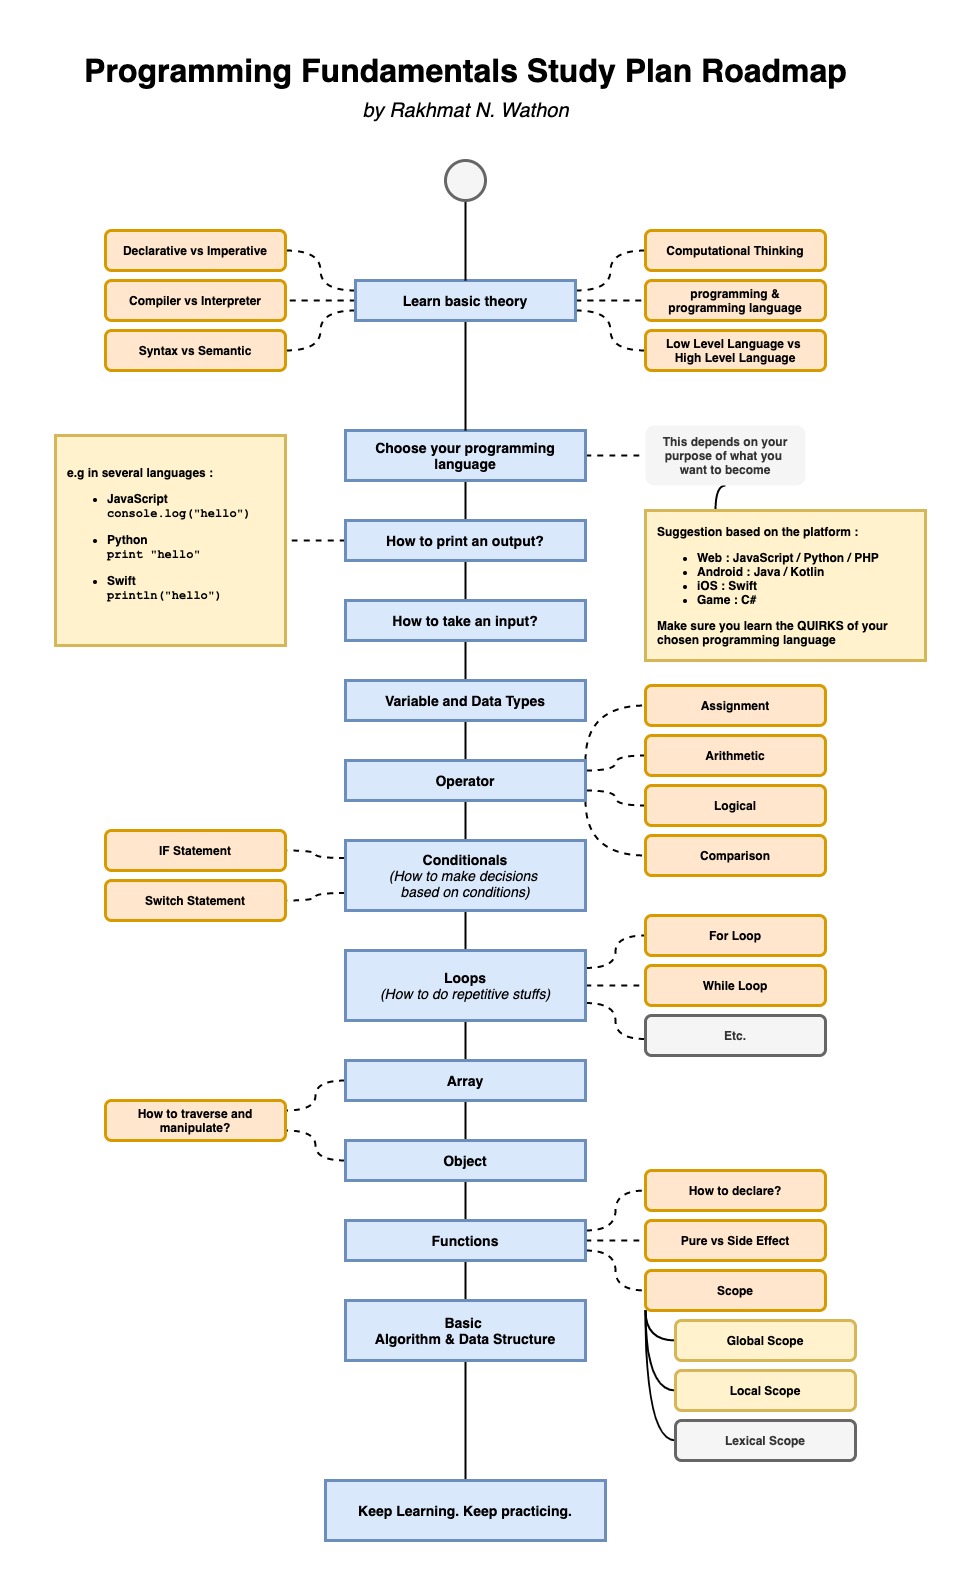 Programming Fundamentals Study Plan Roadmap
by Rakhmat N. Wathon
Declarative vs Imperative
Compiler vs Interpreter
Syntax vs Semantic
Learn basic theory
Computational Thinking
programming &
programming language
Low Level Language vs
High Level Language
Choose your programming
language
This depends on your
purpose of what you
want to become
Suggestion based on the platform :
• Web : JavaScript / Python / PHP
• Android : Java / Kotlin
• iOS : Swift
• Game : C#
Make sure you learn the QUIRKS of your
chosen programming language
e.g in several languages :
• JavaScript
console.log("hello")
• Python
print "hello"
• Swift
println("hello")
How to print an output?
How to take an input?
Variable and Data Types
Operator
Assignment
Arithmetic
Logical
Comparison
IF Statement
Switch Statement
Conditionals
(How to make decisions
based on conditions)
Loops
(How to do repetitive stuffs)
For Loop
While Loop
Etc.
Array
How to traverse and
manipulate?
Object
Functions
How to declare?
Pure vs Side Effect
Scope
Global Scope
Local Scope
Lexical Scope
Basic
Algorithm & Data Structure
Keep Learning. Keep practicing.